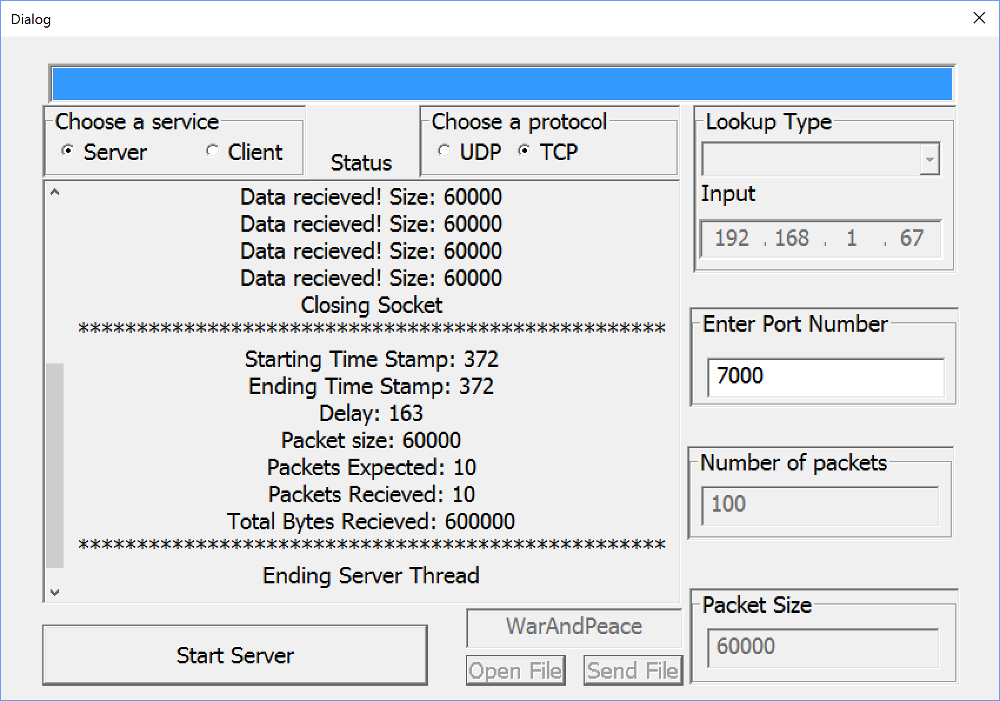 Dialog
Choose a service
Server
Client
Status
Choose a protocol
UDP
TCP
Lookup Type
Input
192 . 168 . 1 . 67
Data recieved! Size: 60000
Data recieved! Size: 60000
Data recieved! Size: 60000
Data recieved! Size: 60000
Closing Socket
**************************************************
Starting Time Stamp: 372
Ending Time Stamp: 372
Delay: 163
Packet size: 60000
Packets Expected: 10
Packets Recieved: 10
Total Bytes Recieved: 600000
**************************************************
Ending Server Thread
Enter Port Number
7000
Number of packets
100
Packet Size
60000
Start Server
WarAndPeace
Open File
Send File